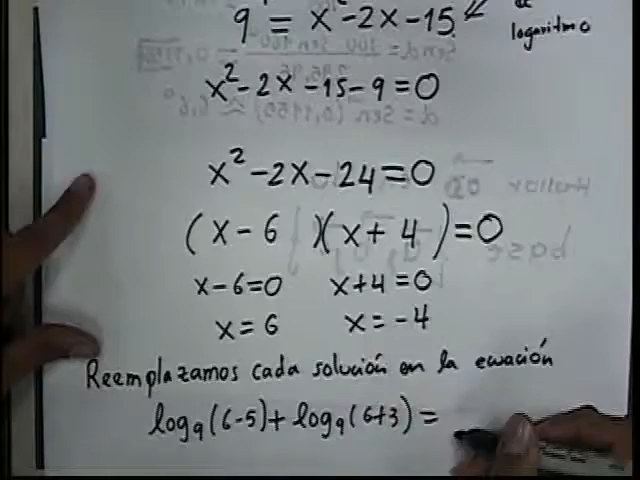 9 = x²-2x-15
logaritmo
x²-2x-15-9=0
x²-2x-24=0
(x-6)(x+4)=0
x-6=0 x+4=0
x=6 x=-4
Reemplazamos cada solución en la ecuación
log₉(6-5)+log₉(6+3)=